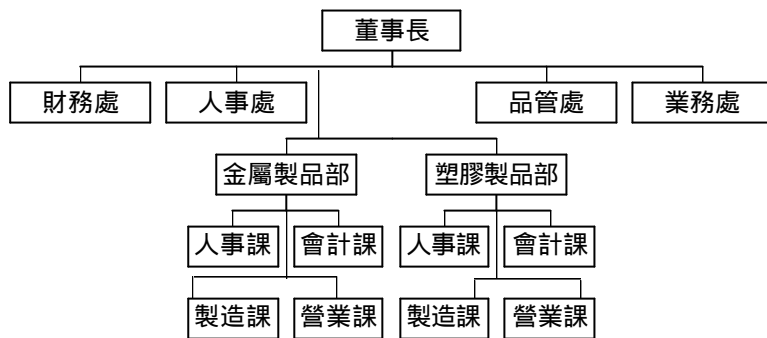 董事長
財務處 人事處 品管處 業務處
金屬製品部 塑膠製品部
人事課 會計課 人事課 會計課
製造課 營業課 製造課 營業課